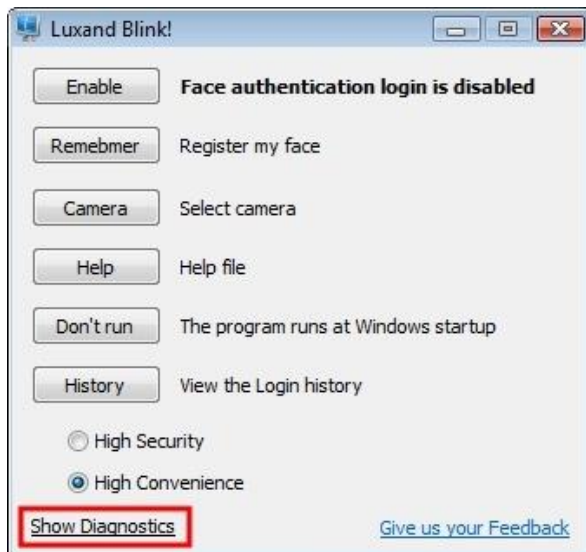 Luxand Blink!
Enable Face authentication login is disabled
Remebmer Register my face
Camera Select camera
Help Help file
Don't run The program runs at Windows startup
History View the Login history
High Security
High Convenience
Show Diagnostics Give us your Feedback